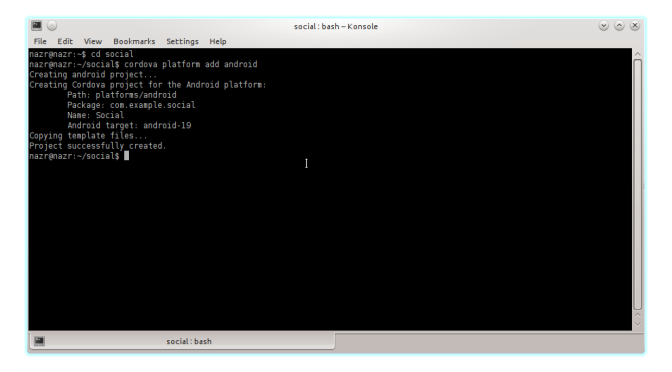 social : bash – Konsole
File Edit View Bookmarks Settings Help
nazr@nazr:~$ cd social
nazr@nazr:~/social$ cordova platform add android
Creating android project...
Creating Cordova project for the Android platform:
Path: platforms/android
Package: com.example.social
Name: Social
Android target: android-19
Copying template files...
Project successfully created.
nazr@nazr:~/social$
social : bash